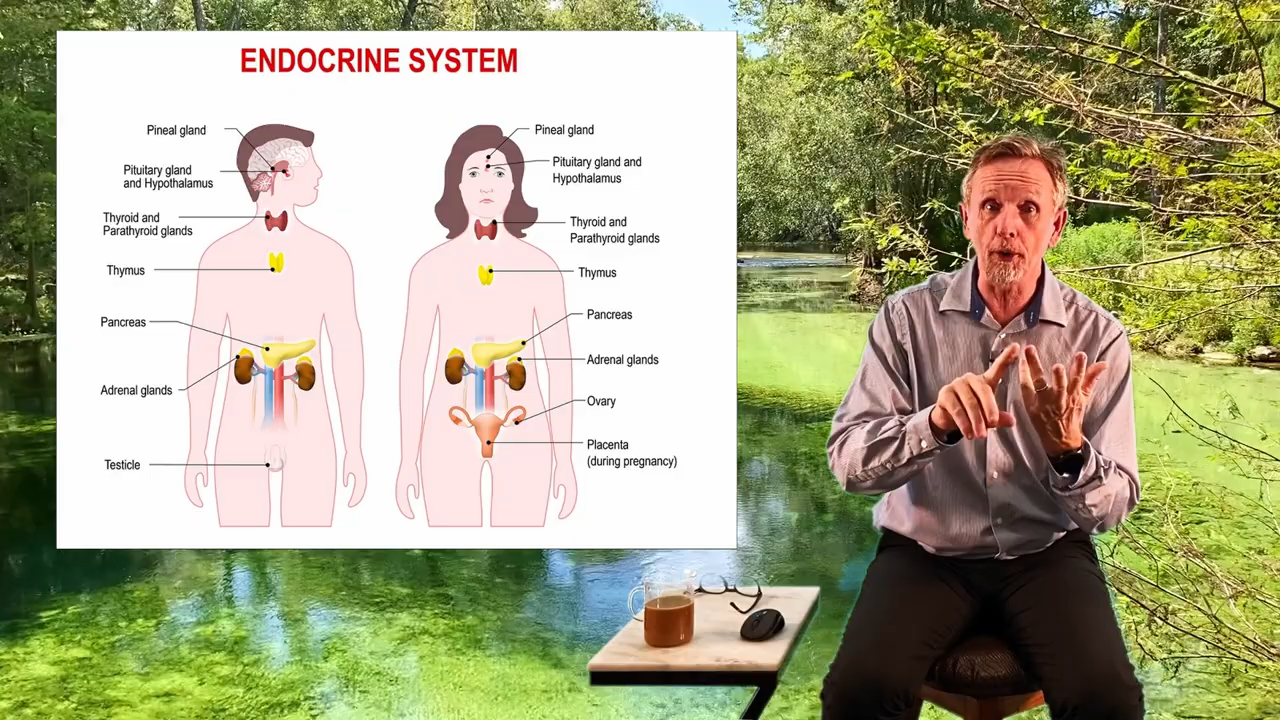 ENDOCRINE SYSTEM
Pineal gland
Pituitary gland
and Hypothalamus
Thyroid and
Parathyroid glands
Thymus
Pancreas
Adrenal glands
Testicle
Pineal gland
Pituitary gland and
Hypothalamus
Thyroid and
Parathyroid glands
Thymus
Pancreas
Adrenal glands
Ovary
Placenta
(during pregnancy)